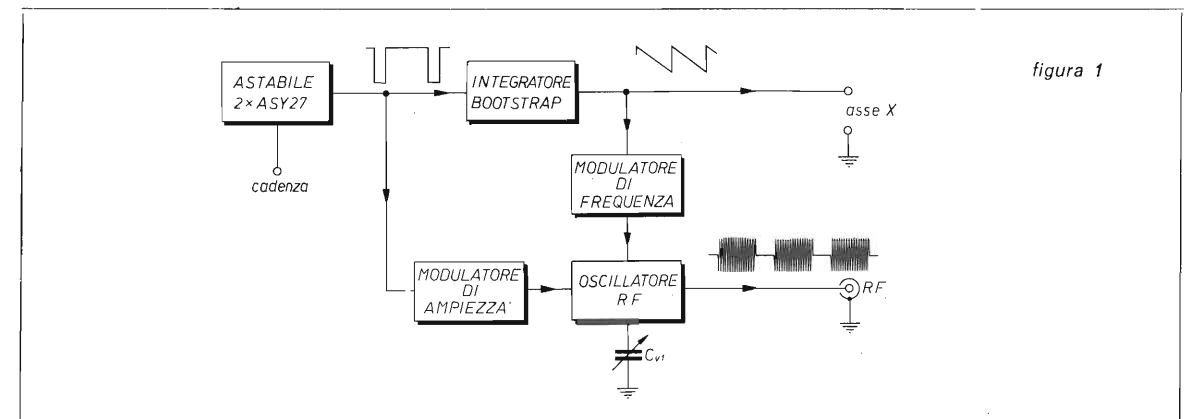 figura 1
ASTABILE
2×ASY27
INTEGRATORE
BOOTSTRAP
asse X
cadenza
MODULATORE
DI
FREQUENZA
MODULATORE
DI
AMPIEZZA
OSCILLATORE
RF
RF
Cv1